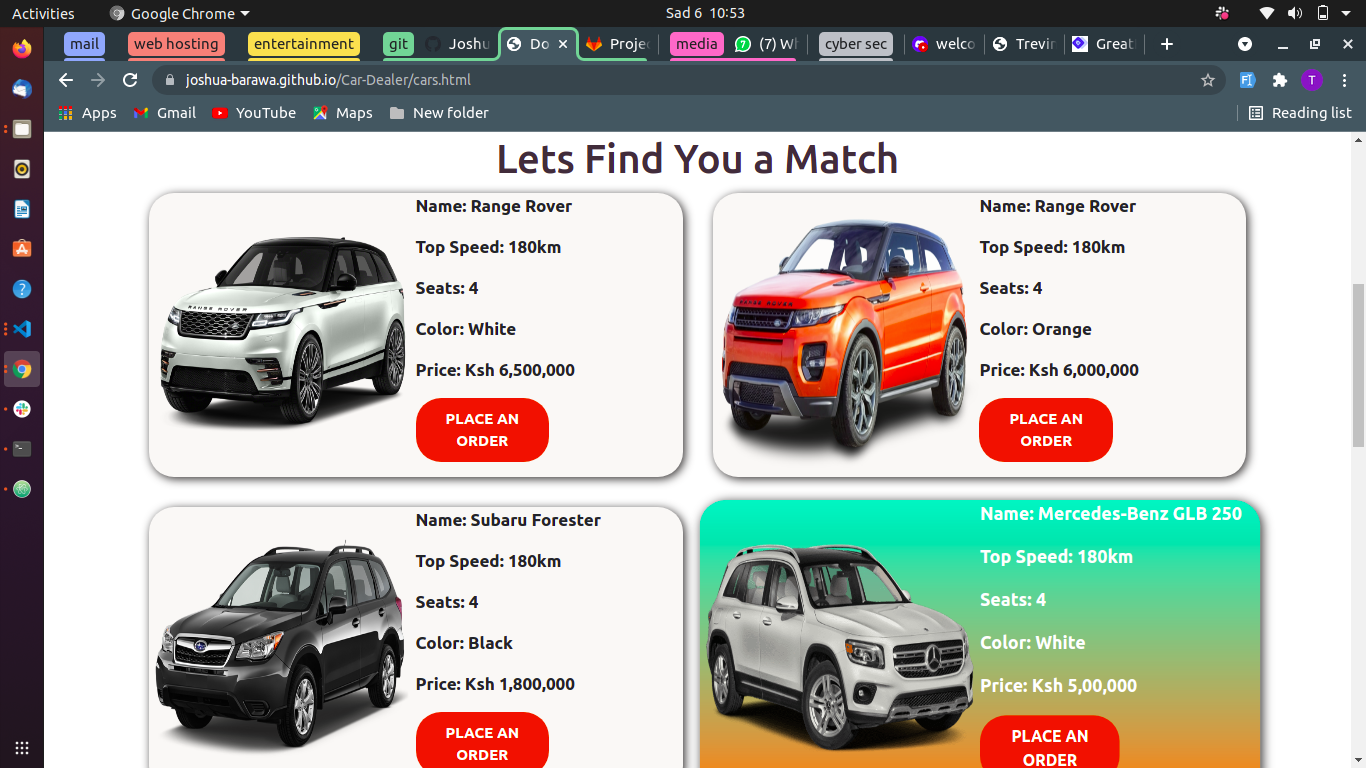 Activities
Google Chrome
Sad 6 10:53
mail
web hosting
entertainment
git
Joshu
Do
Proje
media
(7) Wh
cyber sec
welco
Trevin
Great
joshua-barawa.github.io/Car-Dealer/cars.html
T
Apps
Gmail
YouTube
Maps
New folder
Reading list
Lets Find You a Match
Name: Range Rover
Top Speed: 180km
Seats: 4
Color: White
Price: Ksh 6,500,000
PLACE AN
ORDER
RANGE ROVER
Name: Range Rover
Top Speed: 180km
Seats: 4
Color: Orange
Price: Ksh 6,000,000
PLACE AN
ORDER
RANGE ROVER
Name: Subaru Forester
Top Speed: 180km
Seats: 4
Color: Black
Price: Ksh 1,800,000
PLACE AN
ORDER
Name: Mercedes-Benz GLB 250
Top Speed: 180km
Seats: 4
Color: White
Price: Ksh 5,00,000
PLACE AN
ORDER